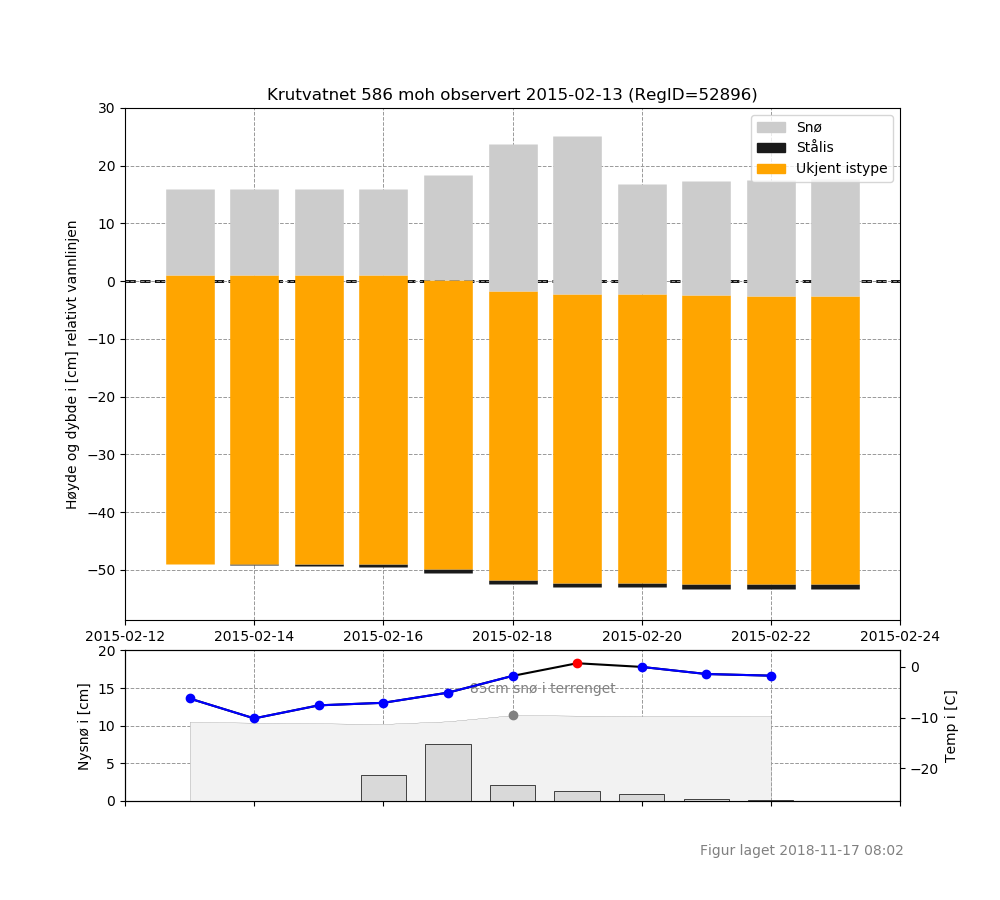 Krutvatnet 586 moh observert 2015-02-13 (RegID=52896)
Høyde og dybde i [cm] relativt vannlinjen
30
20
10
0
−10
−20
−30
−40
−50
Snø
Stålis
Ukjent istype
2015-02-12 2015-02-14 2015-02-16 2015-02-18 2015-02-20 2015-02-22 2015-02-24
Nysnø i [cm]
20
15
10
5
0
85cm snø i terrenget
0
−10
−20
Temp i [C]
Figur laget 2018-11-17 08:02